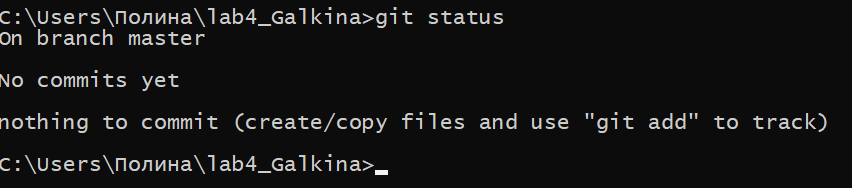 C:\Users\Полина\lab4_Galkina>git status
On branch master
No commits yet
nothing to commit (create/copy files and use "git add" to track)
C:\Users\Полина\lab4_Galkina>